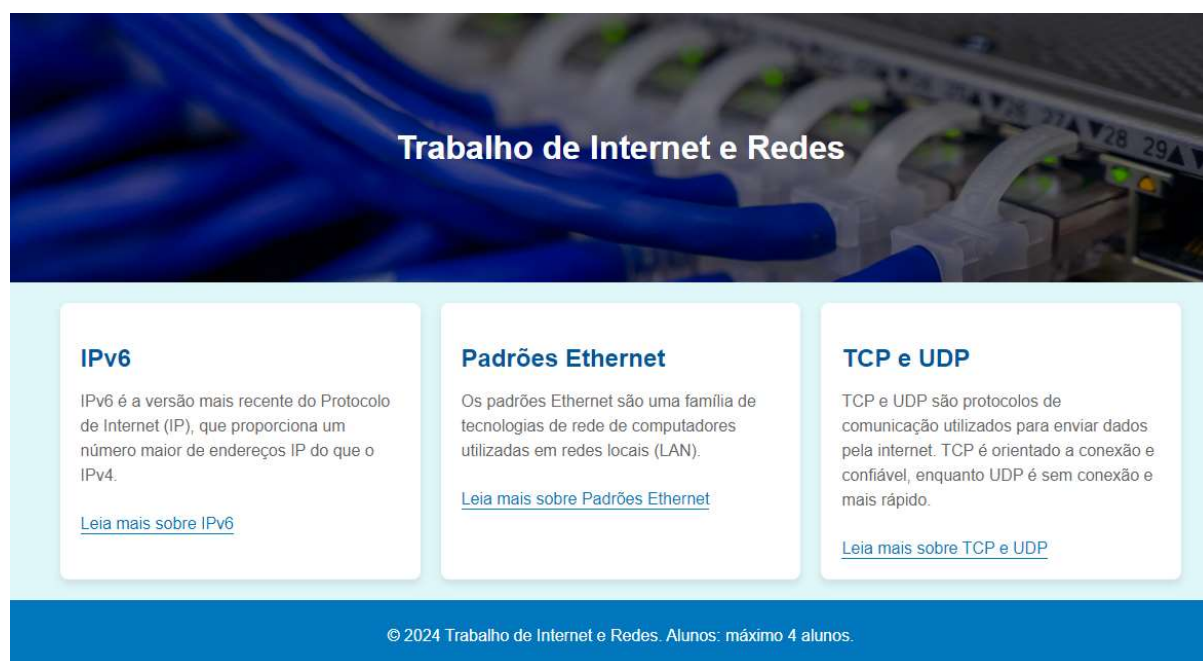 Trabalho de Internet e Redes
28 29
27
IPv6
IPv6 é a versão mais recente do Protocolo
de Internet (IP), que proporciona um
número maior de endereços IP do que o
IPv4.
Leia mais sobre IPv6
Padrões Ethernet
Os padrões Ethernet são uma família de
tecnologias de rede de computadores
utilizadas em redes locais (LAN).
Leia mais sobre Padrões Ethernet
TCP e UDP
TCP e UDP são protocolos de
comunicação utilizados para enviar dados
pela internet. TCP é orientado a conexão e
confiável, enquanto UDP é sem conexão e
mais rápido.
Leia mais sobre TCP e UDP
© 2024 Trabalho de Internet e Redes. Alunos: máximo 4 alunos.